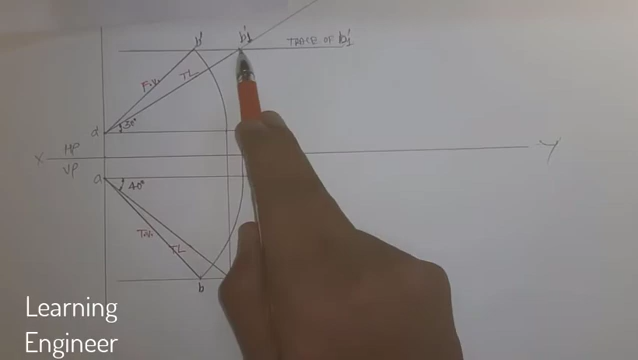 b'
b'1
TRACE OF b'1
F.V.
TL
a'
30°
HP
X
Y
VP
a
40°
T.V.
TL
b
Learning
Engineer